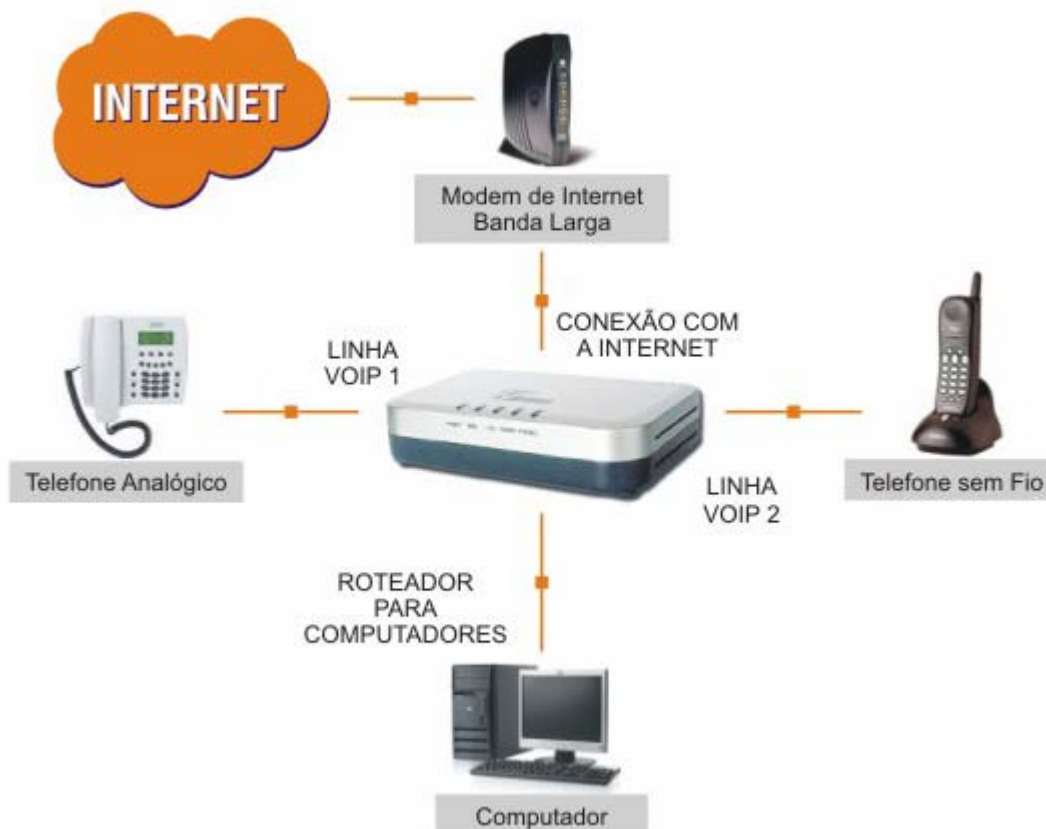 INTERNET
Modem de Internet
Banda Larga
CONEXÃO COM
A INTERNET
LINHA
VOIP 1
Telefone Analógico
LINHA
VOIP 2
Telefone sem Fio
ROTEADOR
PARA
COMPUTADORES
Computador